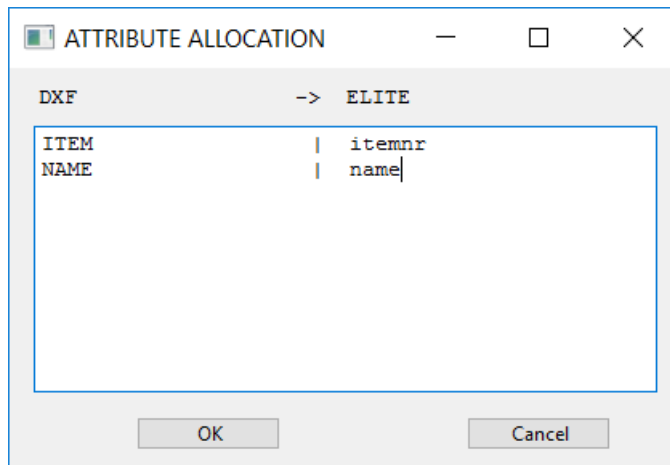 ATTRIBUTE ALLOCATION
DXF -> ELITE
ITEM | itemnr
NAME | name
OK Cancel